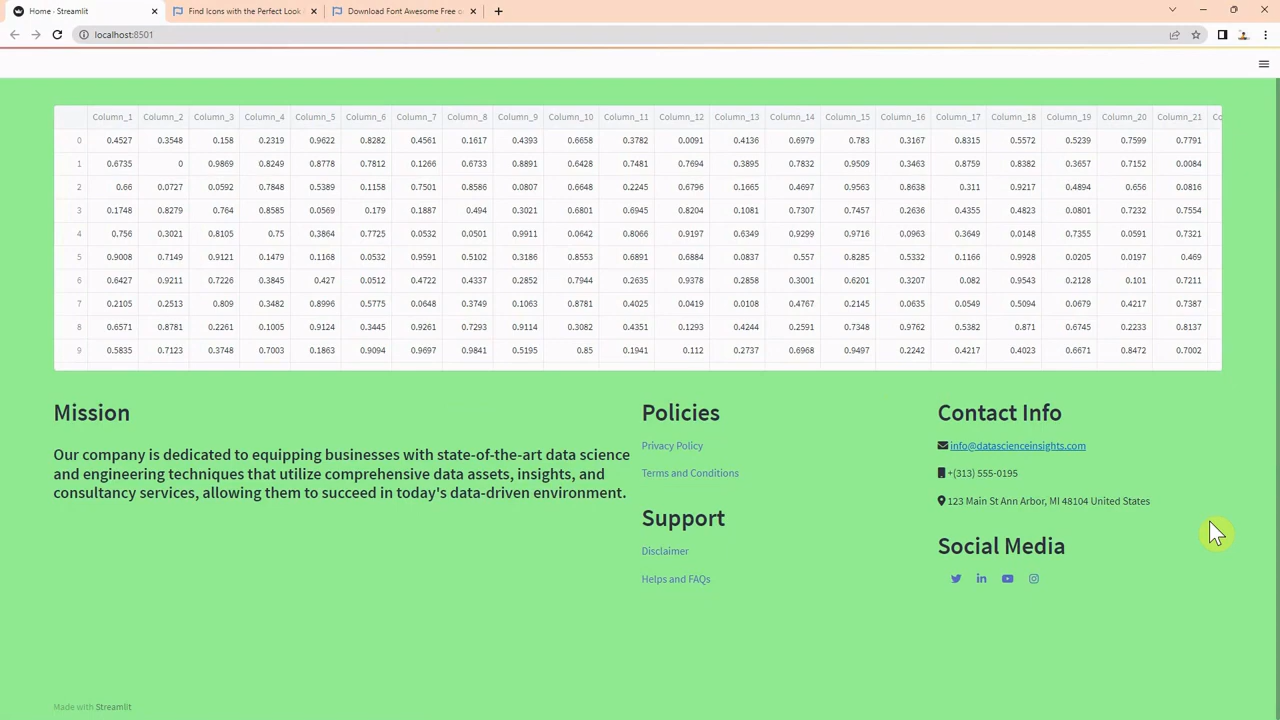 Home · Streamlit
Find Icons with the Perfect Look
Download Font Awesome Free o
localhost:8501
Column_1 Column_2 Column_3 Column_4 Column_5 Column_6 Column_7 Column_8 Column_9 Column_10 Column_11 Column_12 Column_13 Column_14 Column_15 Column_16 Column_17 Column_18 Column_19 Column_20 Column_21 Co
0 0.4527 0.3548 0.158 0.2319 0.9622 0.8282 0.4561 0.1617 0.4393 0.6658 0.3782 0.0091 0.4136 0.6979 0.783 0.3167 0.8315 0.5572 0.5239 0.7599 0.7791
1 0.6735 0 0.9869 0.8249 0.8778 0.7812 0.1266 0.6733 0.8891 0.6428 0.7481 0.7694 0.3895 0.7832 0.9509 0.3463 0.8759 0.8382 0.3657 0.7152 0.0084
2 0.66 0.0727 0.0592 0.7848 0.5389 0.1158 0.7501 0.8586 0.0807 0.6648 0.2245 0.6796 0.1665 0.4697 0.9563 0.8638 0.311 0.9217 0.4894 0.656 0.0816
3 0.1748 0.8279 0.764 0.8585 0.0569 0.179 0.1887 0.494 0.3021 0.6801 0.6945 0.8204 0.1081 0.7307 0.7457 0.2636 0.4355 0.4823 0.0801 0.7232 0.7554
4 0.756 0.3021 0.8105 0.75 0.3864 0.7725 0.0532 0.0501 0.9911 0.0642 0.8066 0.9197 0.6349 0.9299 0.9716 0.0963 0.3649 0.0148 0.7355 0.0591 0.7321
5 0.9008 0.7149 0.9121 0.1479 0.1168 0.0532 0.9591 0.5102 0.3186 0.8553 0.6891 0.6884 0.0837 0.557 0.8285 0.5332 0.1166 0.9928 0.0205 0.0197 0.469
6 0.6427 0.9211 0.7226 0.3845 0.427 0.0512 0.4722 0.4337 0.2852 0.7944 0.2635 0.9378 0.2858 0.3001 0.6201 0.3207 0.082 0.9543 0.2128 0.101 0.7211
7 0.2105 0.2513 0.809 0.3482 0.8996 0.5775 0.0648 0.3749 0.1063 0.8781 0.4025 0.0419 0.0108 0.4767 0.2145 0.0635 0.0549 0.5094 0.0679 0.4217 0.7387
8 0.6571 0.8781 0.2261 0.1005 0.9124 0.3445 0.9261 0.7293 0.9114 0.3082 0.4351 0.1293 0.4244 0.2591 0.7348 0.9762 0.5382 0.871 0.6745 0.2233 0.8137
9 0.5835 0.7123 0.3748 0.7003 0.1863 0.9094 0.9697 0.9841 0.5195 0.85 0.1941 0.112 0.2737 0.6968 0.9497 0.2242 0.4217 0.4023 0.6671 0.8472 0.7002
Mission
Our company is dedicated to equipping businesses with state-of-the-art data science
and engineering techniques that utilize comprehensive data assets, insights, and
consultancy services, allowing them to succeed in today's data-driven environment.
Policies
Privacy Policy
Terms and Conditions
Support
Disclaimer
Helps and FAQs
Contact Info
info@datascienceinsights.com
+(313) 555-0195
123 Main St Ann Arbor, MI 48104 United States
Social Media
Made with Streamlit